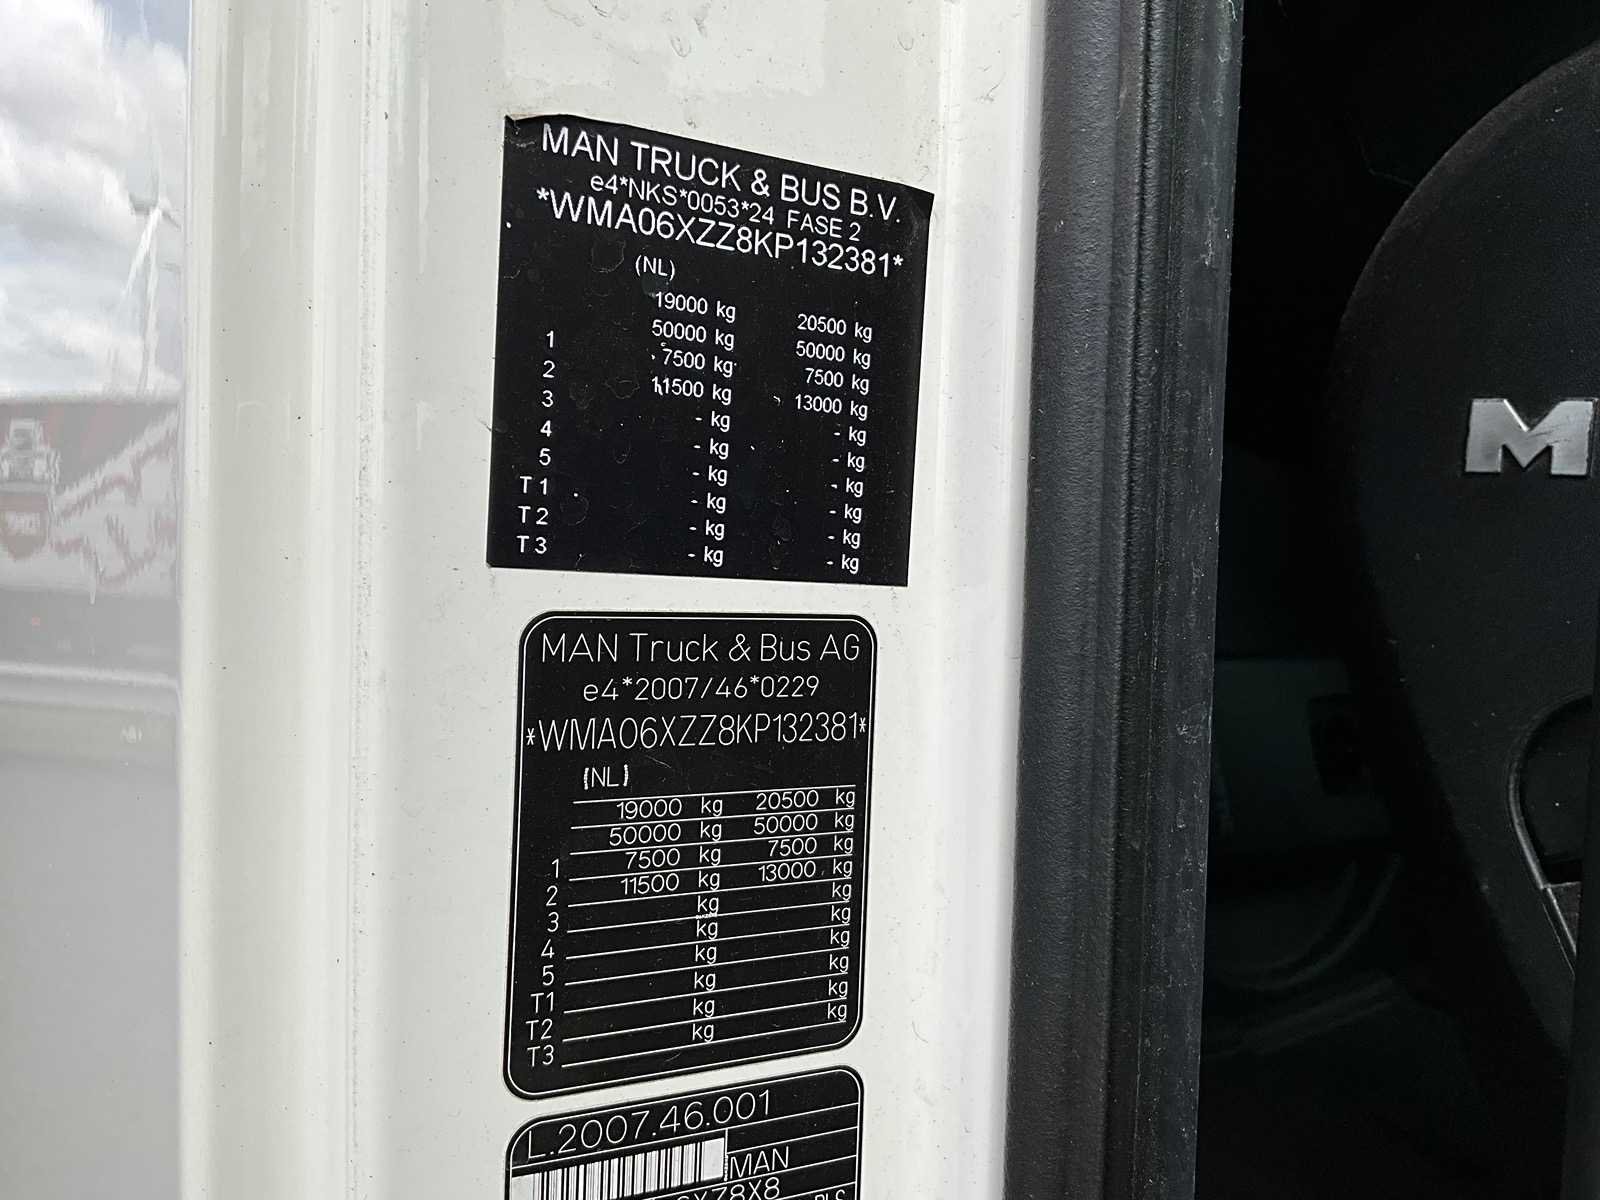 MAN TRUCK & BUS B.V.
e4*NKS*0053*24 FASE 2
*WMA06XZZ8KP132381*
(NL)
19000 kg 20500 kg
50000 kg 50000 kg
1 7500 kg 7500 kg
2 11500 kg 13000 kg
3 - kg - kg
4 - kg - kg
5 - kg - kg
T1 - kg - kg
T2 - kg - kg
T3 - kg - kg
MAN Truck & Bus AG
e4*2007/46*0229
*WMA06XZZ8KP132381*
(NL)
19000 kg 20500 kg
50000 kg 50000 kg
1 7500 kg 7500 kg
2 11500 kg 13000 kg
3 kg kg
4 kg kg
5 kg kg
T1 kg kg
T2 kg kg
T3 kg kg
L.2007.46.001
MAN
M